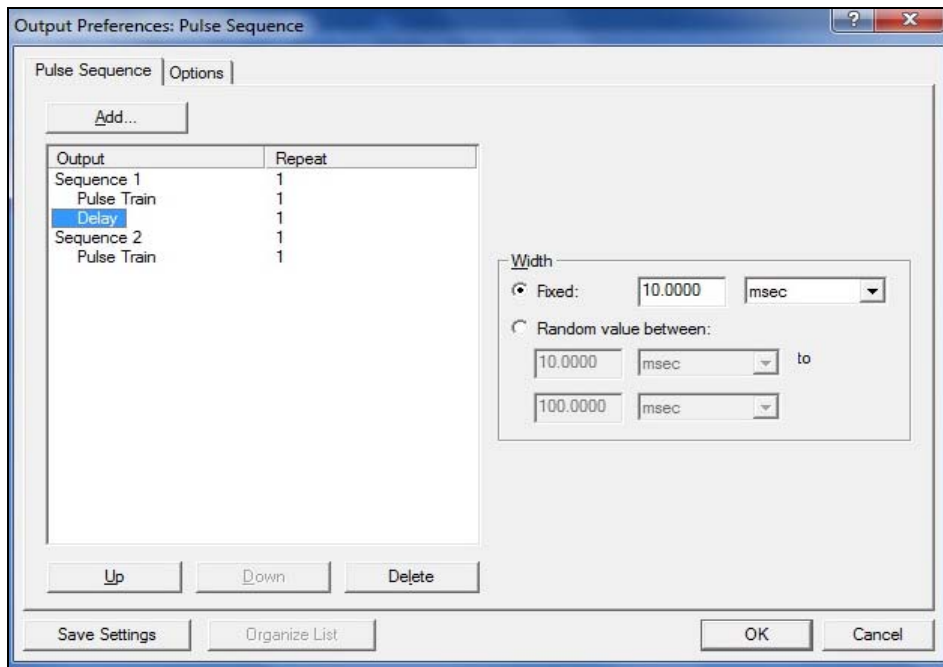 Output Preferences: Pulse Sequence
? X
Pulse Sequence Options
Add...
Output Repeat
Sequence 1 1
Pulse Train 1
Delay 1
Sequence 2 1
Pulse Train 1
Width
Fixed: 10.0000 msec
Random value between:
10.0000 msec to
100.0000 msec
Up Down Delete
Save Settings Organize List OK Cancel